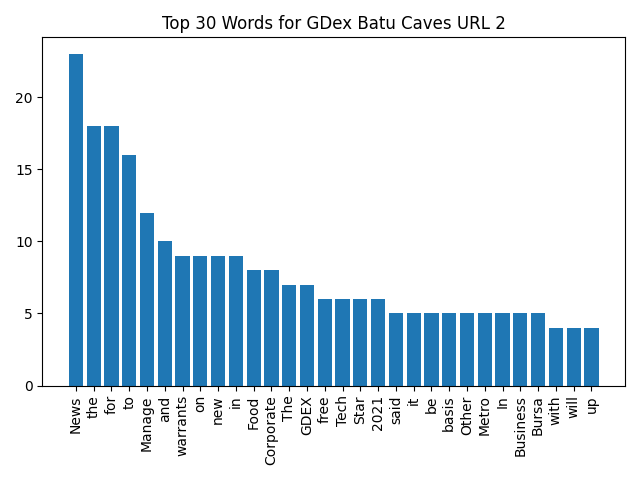 Top 30 Words for GDex Batu Caves URL 2
20
15
10
5
0
News
the
for
to
Manage
and
warrants
on
new
in
Food
Corporate
The
GDEX
free
Tech
Star
2021
said
it
be
basis
Other
Metro
In
Business
Bursa
with
will
up